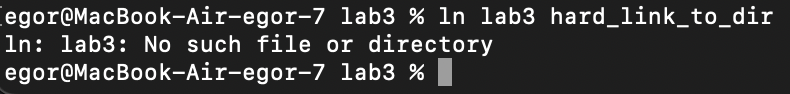 egor@MacBook-Air-egor-7 lab3 % ln lab3 hard_link_to_dir
ln: lab3: No such file or directory
egor@MacBook-Air-egor-7 lab3 %